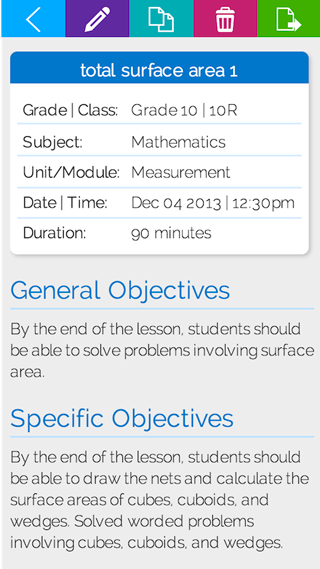 total surface area 1
Grade | Class: Grade 10 | 10R
Subject: Mathematics
Unit/Module: Measurement
Date | Time: Dec 04 2013 | 12:30pm
Duration: 90 minutes
General Objectives
By the end of the lesson, students should
be able to solve problems involving surface
area.
Specific Objectives
By the end of the lesson, students should
be able to draw the nets and calculate the
surface areas of cubes, cuboids, and
wedges. Solved worded problems
involving cubes, cuboids, and wedges.